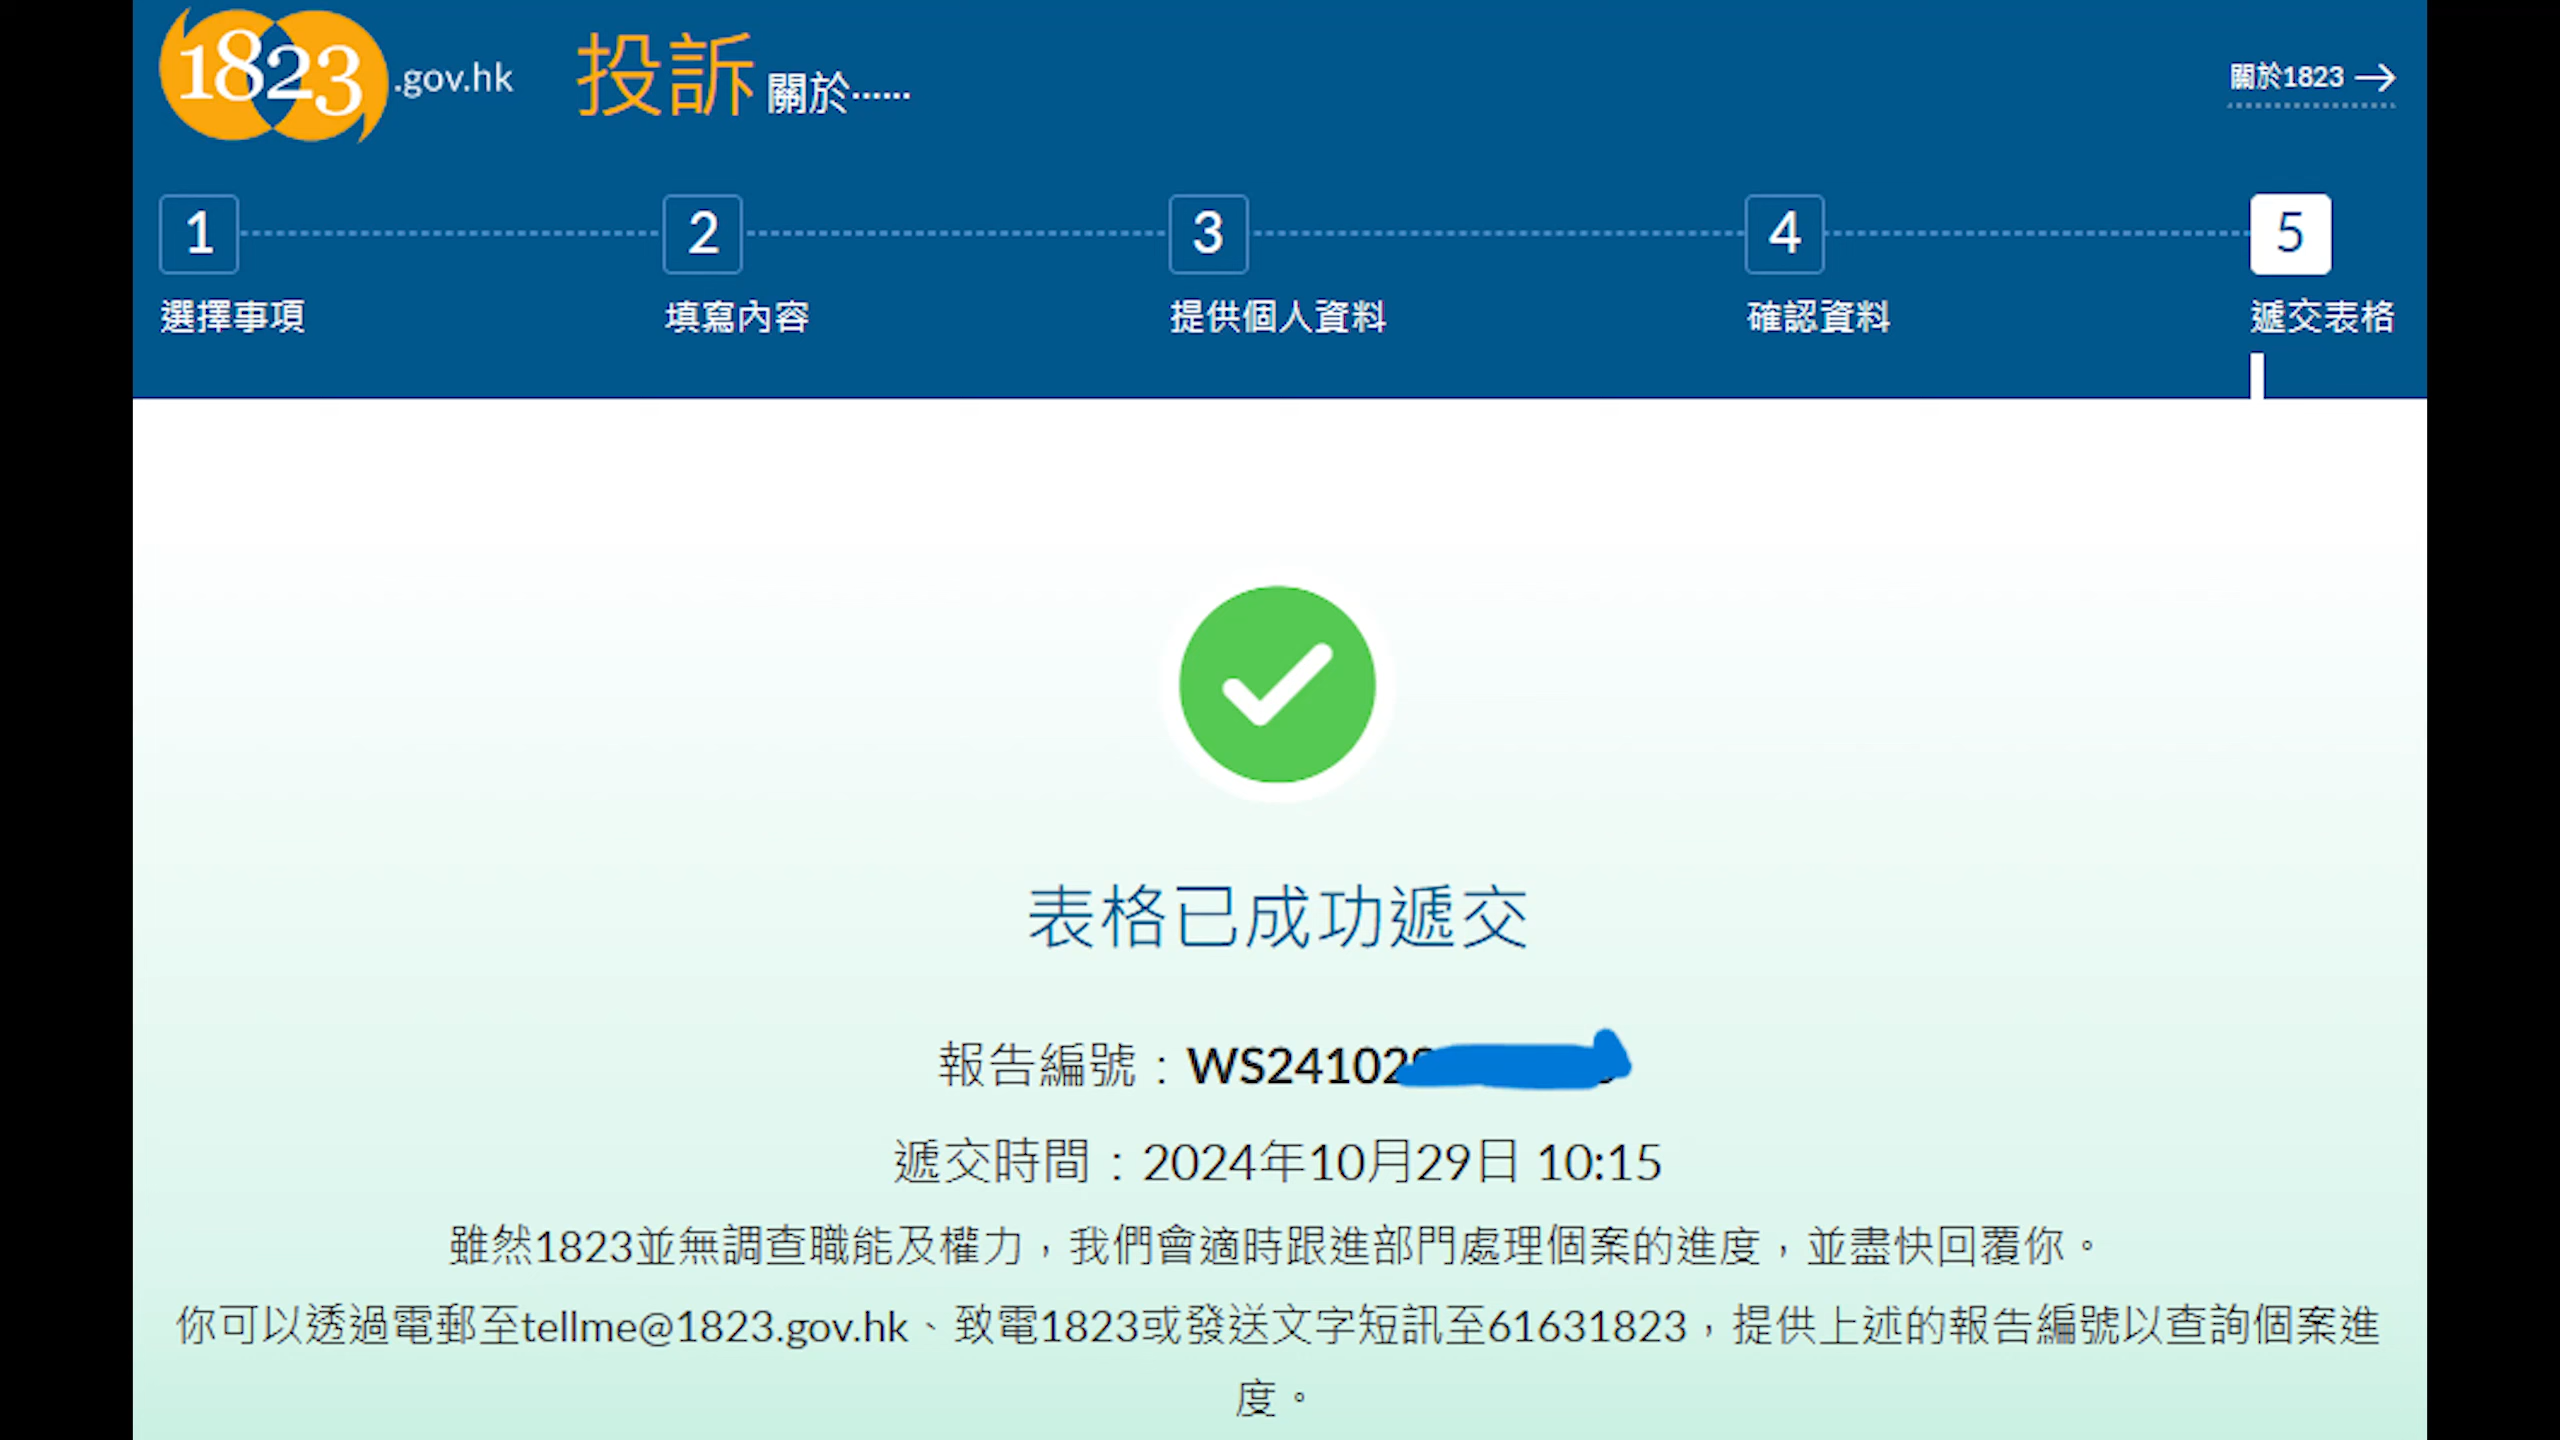 1823.gov.hk
投訴 關於……
關於1823
1
2
3
4
5
選擇事項
填寫內容
提供個人資料
確認資料
遞交表格
表格已成功遞交
報告編號：WS24102
遞交時間：2024年10月29日 10:15
雖然1823並無調查職能及權力，我們會適時跟進部門處理個案的進度，並盡快回覆你。
你可以透過電郵至tellme@1823.gov.hk、致電1823或發送文字短訊至61631823，提供上述的報告編號以查詢個案進
度。